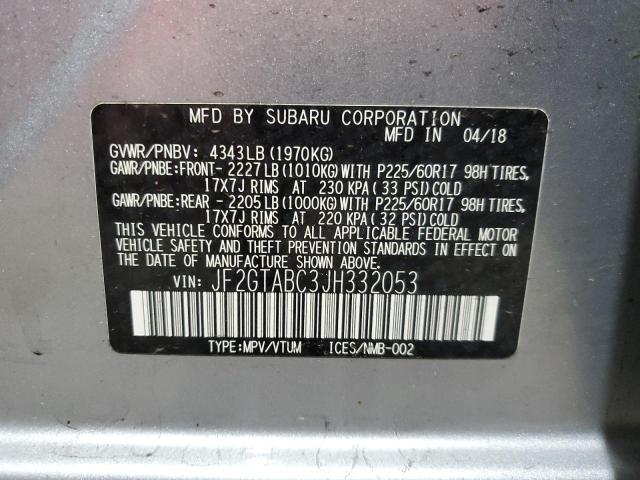 MFD BY SUBARU CORPORATION
MFD IN 04/18
GVWR/PNBV: 4343LB (1970KG)
GAWR/PNBE:FRONT- 2227LB (1010KG) WITH P225/60R17 98H TIRES,
17X7J RIMS AT 230 KPA (33 PSI) COLD
GAWR/PNBE:REAR - 2205LB (1000KG) WITH P225/60R17 98H TIRES,
17X7J RIMS AT 220 KPA (32 PSI) COLD
THIS VEHICLE CONFORMS TO ALL APPLICABLE FEDERAL MOTOR
VEHICLE SAFETY AND THEFT PREVENTION STANDARDS IN EFFECT ON
THE DATE OF MANUFACTURE SHOWN ABOVE.
VIN: JF2GTABC3JH332053
TYPE:MPV/VTUM ICES/NMB-002